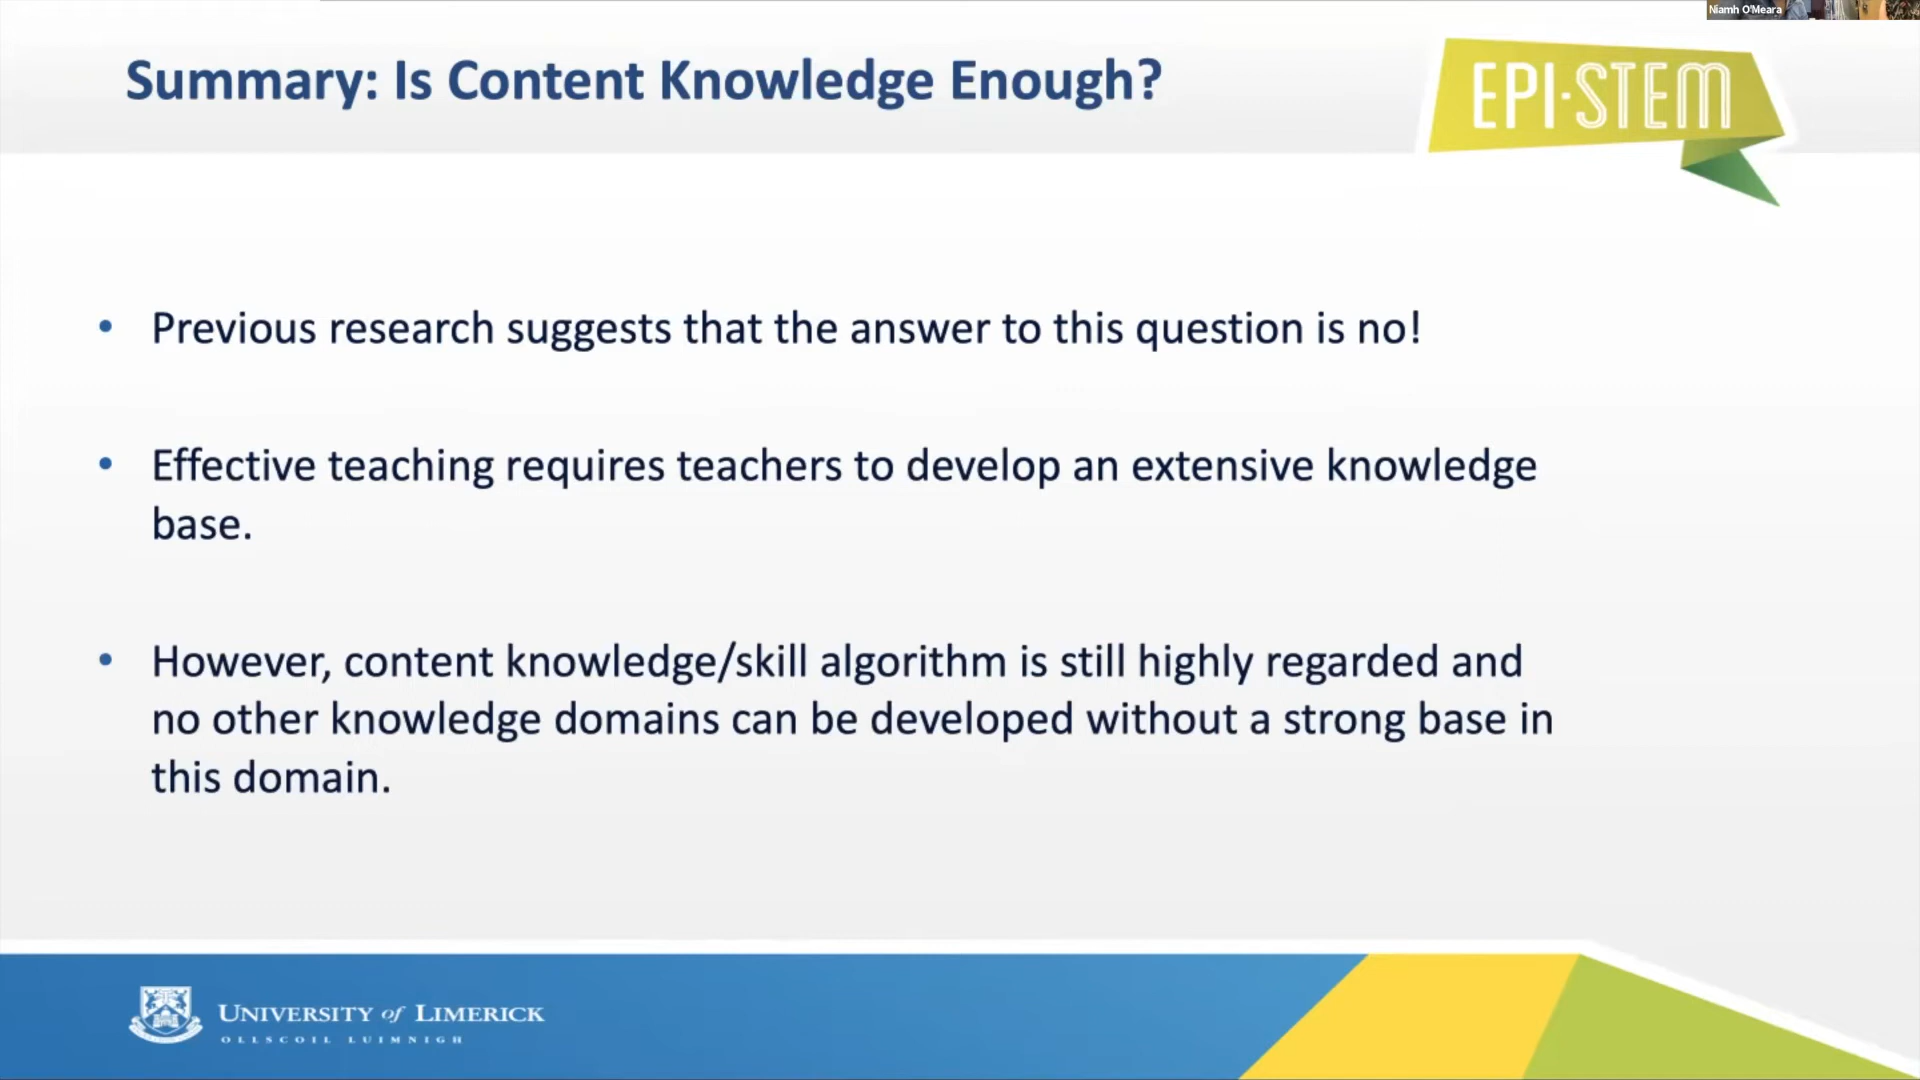 Niamh O'Meara
Summary: Is Content Knowledge Enough?
EPI·STEM
• Previous research suggests that the answer to this question is no!
• Effective teaching requires teachers to develop an extensive knowledge
base.
• However, content knowledge/skill algorithm is still highly regarded and
no other knowledge domains can be developed without a strong base in
this domain.
UNIVERSITY of LIMERICK
OLLSCOIL LUIMNIGH